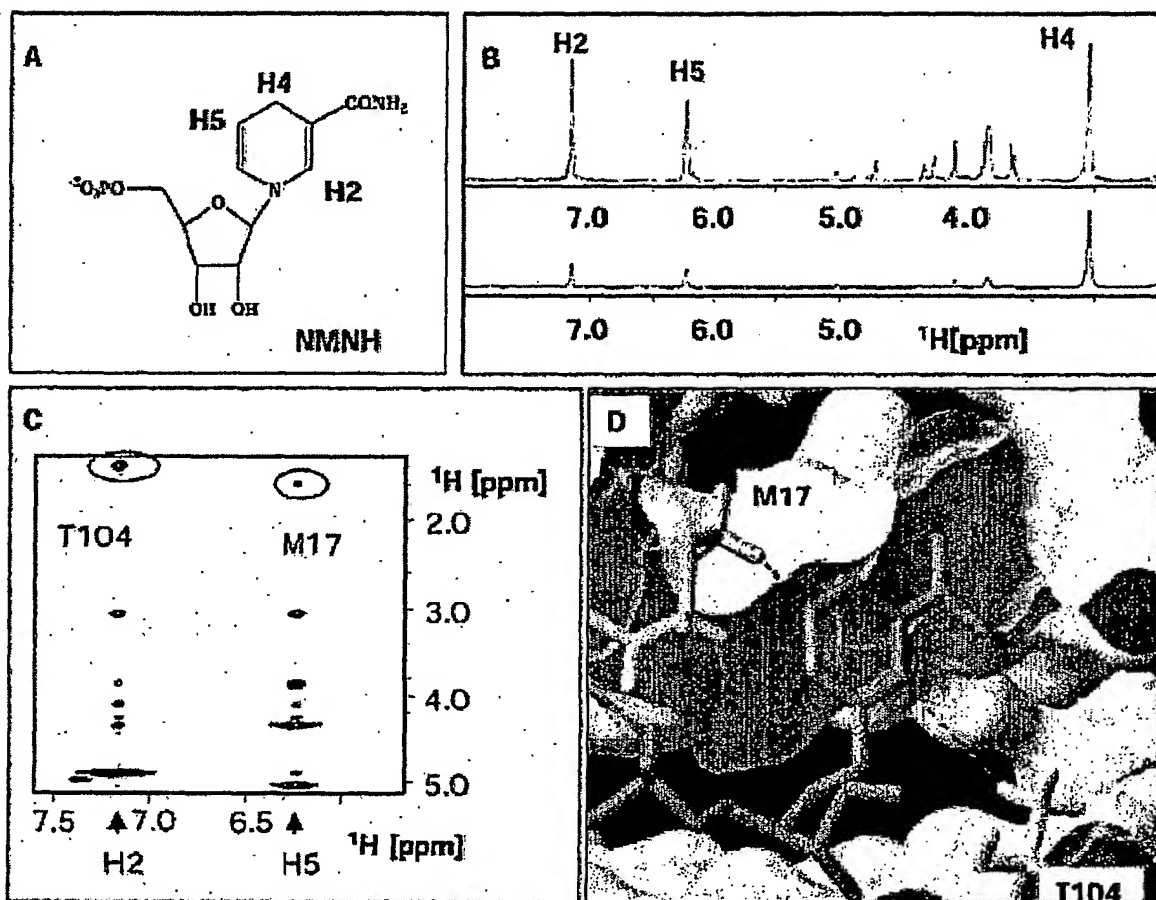 A
H4
CONH₂
H5
⁻²O₃PO
N
H2
O
OH
OH
NMNH
B
H2
H5
H4
7.0 6.0 5.0 4.0
7.0 6.0 5.0 ¹H[ppm]
C
¹H [ppm]
T104
M17
2.0
3.0
4.0
5.0
7.5 7.0 6.5
¹H [ppm]
H2
H5
D
M17
T104